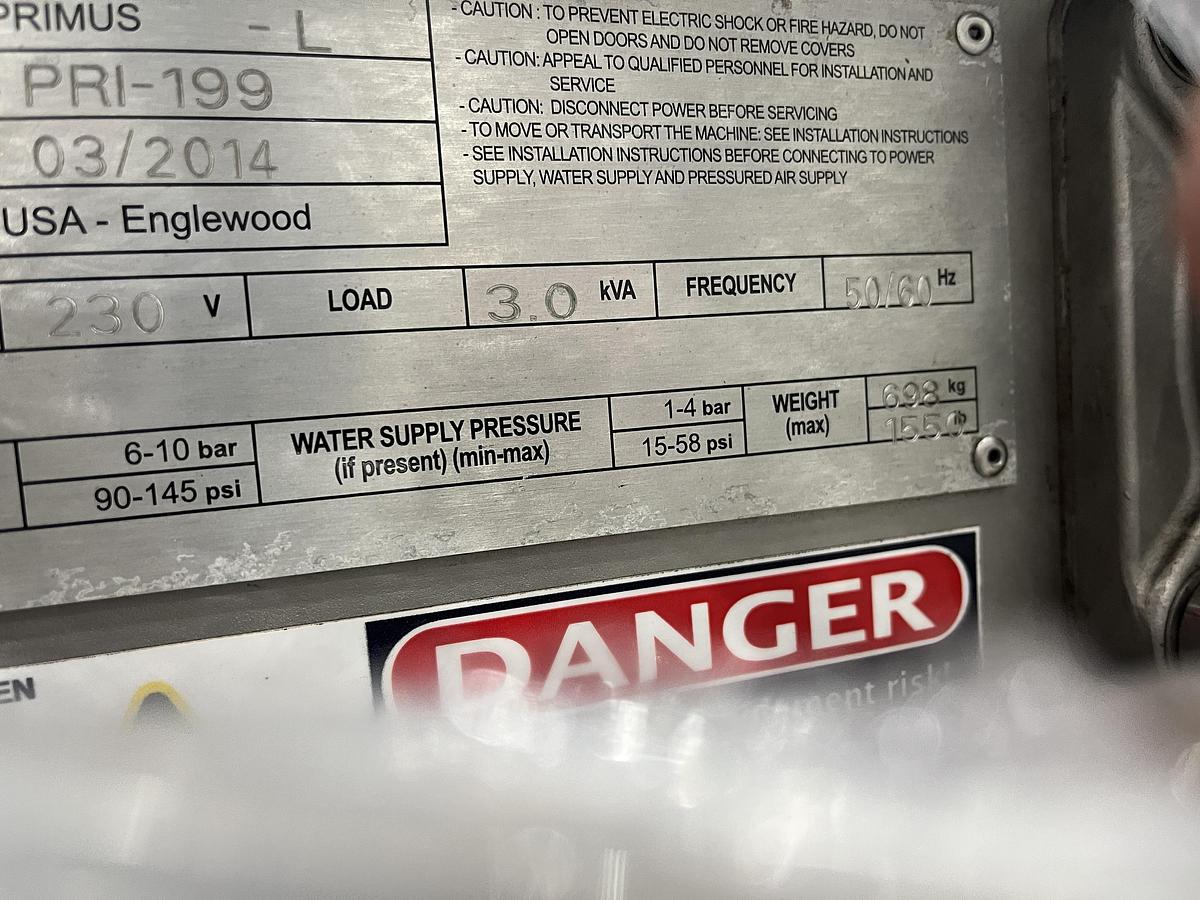 PRIMUS - L
PRI-199
03/2014
USA - Englewood
- CAUTION : TO PREVENT ELECTRIC SHOCK OR FIRE HAZARD, DO NOT
OPEN DOORS AND DO NOT REMOVE COVERS
- CAUTION: APPEAL TO QUALIFIED PERSONNEL FOR INSTALLATION AND
SERVICE
- CAUTION: DISCONNECT POWER BEFORE SERVICING
- TO MOVE OR TRANSPORT THE MACHINE: SEE INSTALLATION INSTRUCTIONS
- SEE INSTALLATION INSTRUCTIONS BEFORE CONNECTING TO POWER
SUPPLY, WATER SUPPLY AND PRESSURED AIR SUPPLY
230 V LOAD 3.0 kVA FREQUENCY 50/60 Hz
6-10 bar
90-145 psi
WATER SUPPLY PRESSURE
(if present) (min-max)
1-4 bar
15-58 psi
WEIGHT
(max)
698 kg
1550 lb
DANGER
risk!
EN